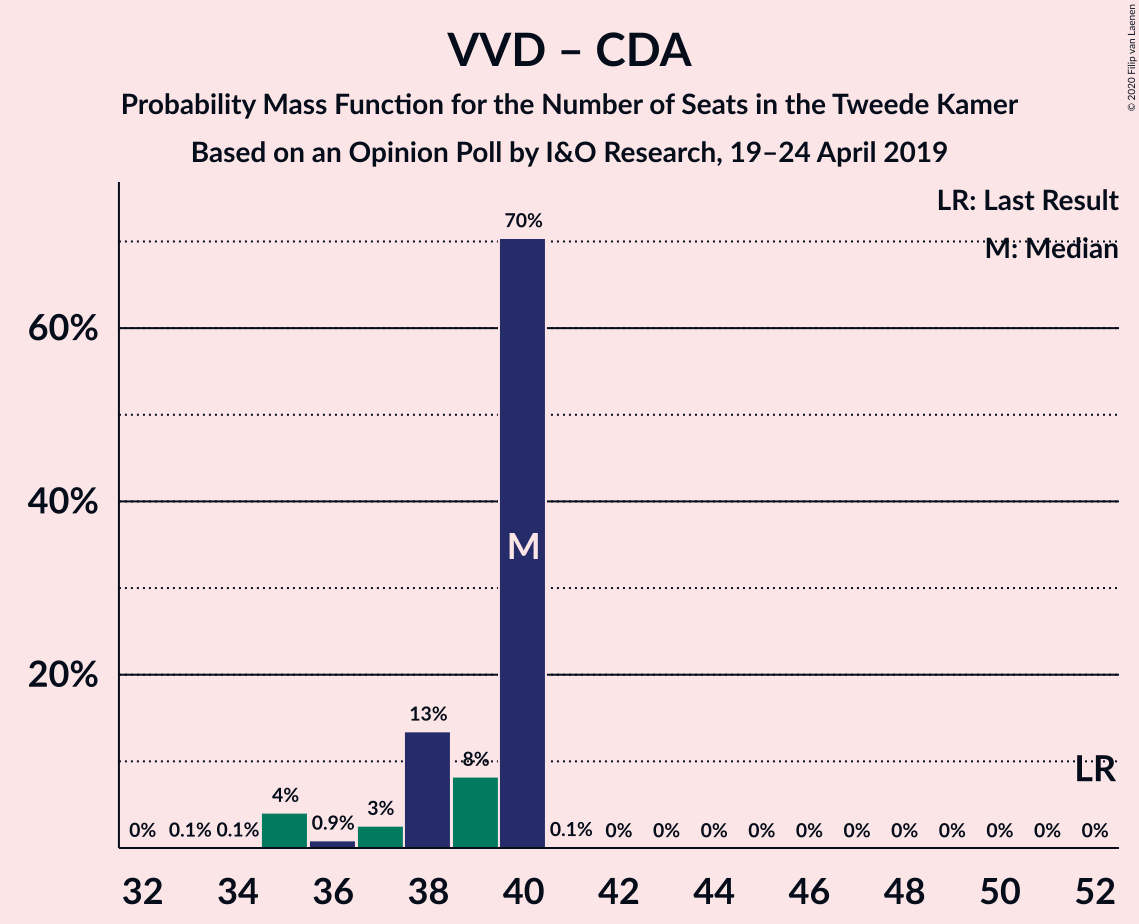 VVD – CDA
Probability Mass Function for the Number of Seats in the Tweede Kamer
Based on an Opinion Poll by I&O Research, 19–24 April 2019
© 2020 Filip van Laenen
LR: Last Result
M: Median
60%
40%
20%
0% 0.1% 0.1% 4% 0.9% 3% 13% 8% 70% 0.1% 0% 0% 0% 0% 0% 0% 0% 0% 0% 0% 0%
M
LR
32 34 36 38 40 42 44 46 48 50 52